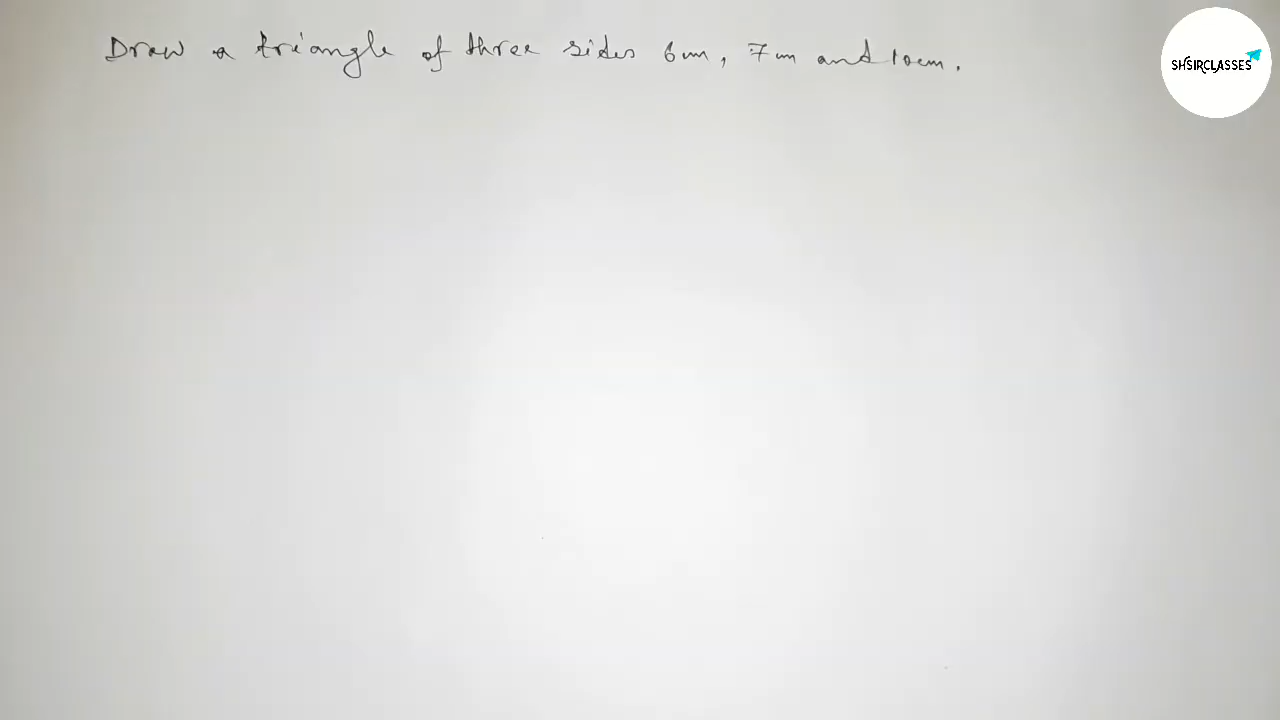 Draw a triangle of three sides 6cm, 7cm and 10cm.
SHSIRCLASSES